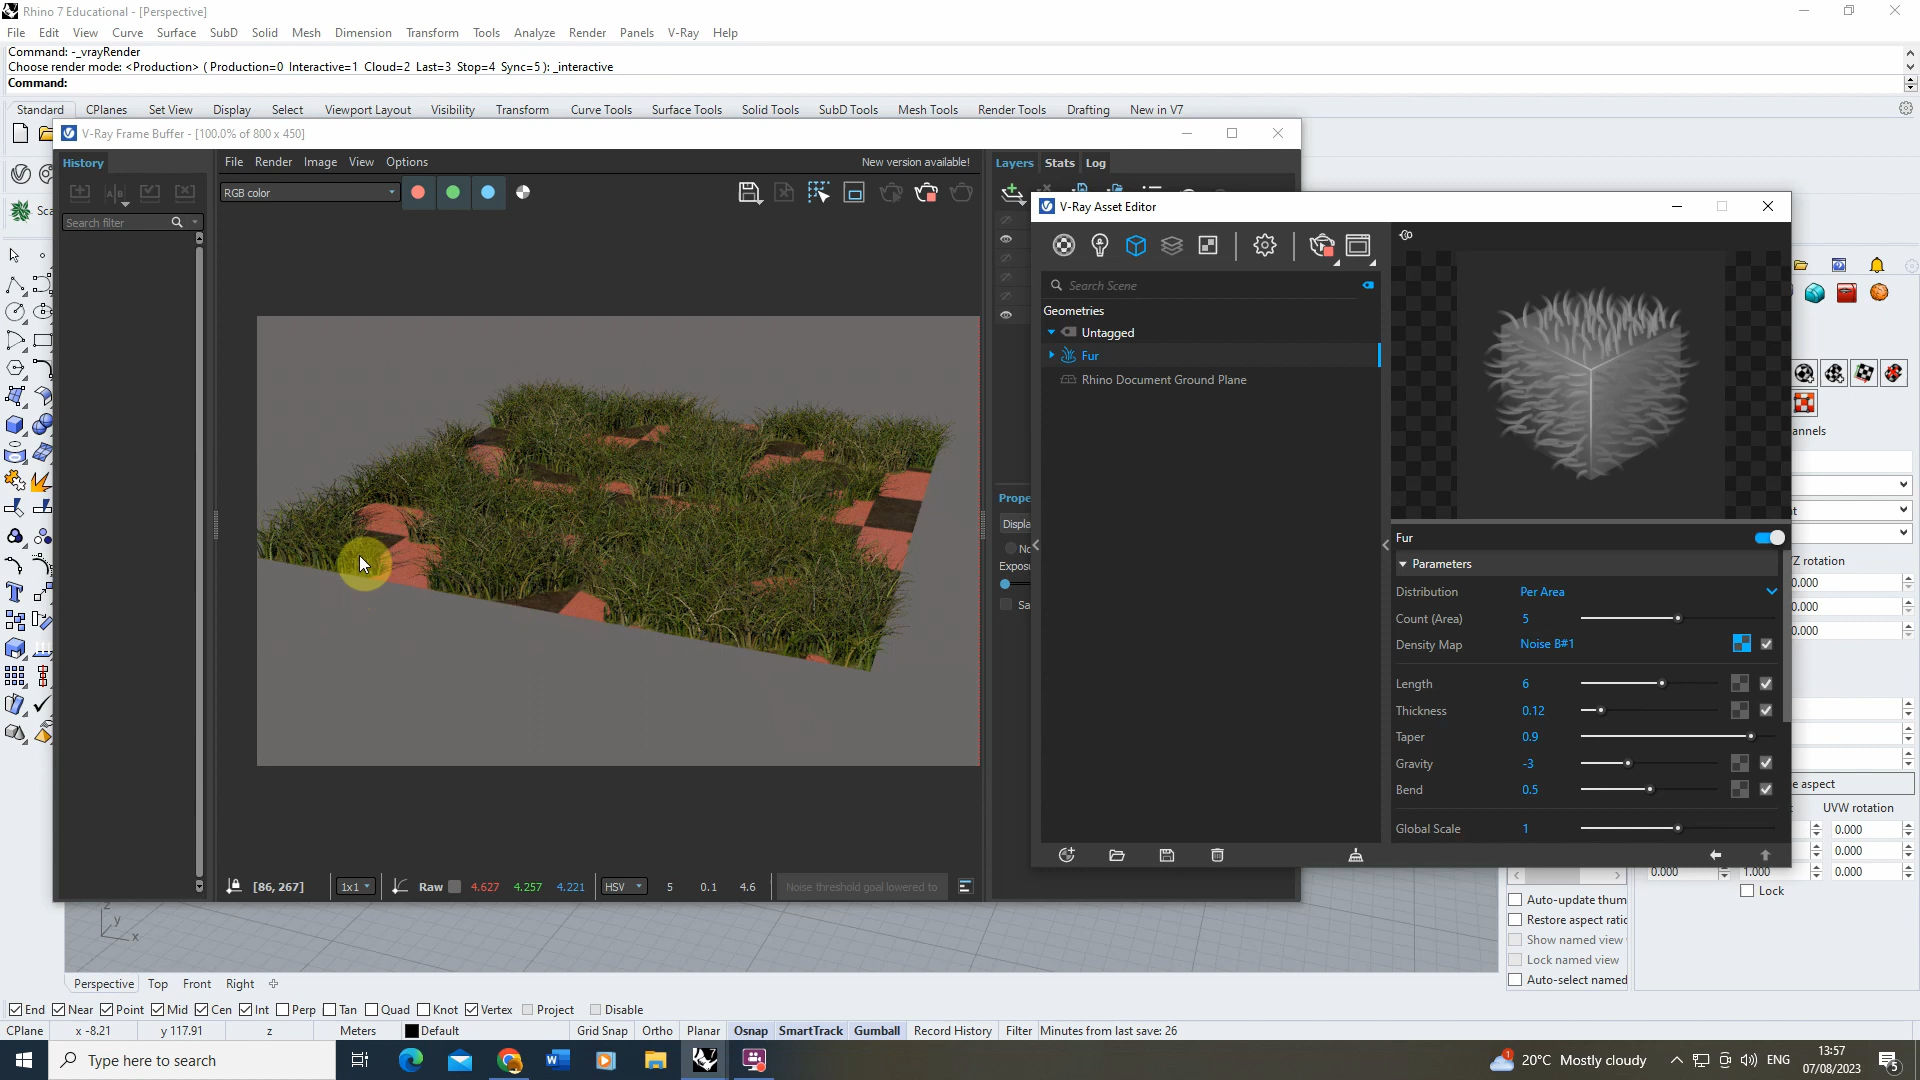 Rhino 7 Educational - [Perspective]
File Edit View Curve Surface SubD Solid Mesh Dimension Transform Tools Analyze Render Panels V-Ray Help
Command: -_vrayRender
Choose render mode: <Production> ( Production=0 Interactive=1 Cloud=2 Last=3 Stop=4 Sync=5 ): _interactive
Command:
Standard CPlanes Set View Display Select Viewport Layout Visibility Transform Curve Tools Surface Tools Solid Tools SubD Tools Mesh Tools Render Tools Drafting New in V7
V-Ray Frame Buffer - [100.0% of 800 x 450]
History
File Render Image View Options
New version available!
Layers Stats Log
RGB color
Search filter
V-Ray Asset Editor
Search Scene
Geometries
Untagged
Fur
Rhino Document Ground Plane
Fur
Parameters
Distribution Per Area
Count (Area) 5
Density Map Noise B#1
Length 6
Thickness 0.12
Taper 0.9
Gravity -3
Bend 0.5
Global Scale 1
Z rotation
0.000
0.000
0.000
e aspect
UVW rotation
0.000
0.000
0.000 1.000 0.000
Lock
[86, 267]
1x1
Raw 4.627 4.257 4.221
HSV 5 0.1 4.6
Noise threshold goal lowered to
Auto-update thum
Restore aspect ratio
Show named view
Lock named view
Auto-select named
z
y
x
Perspective Top Front Right
End Near Point Mid Cen Int Perp Tan Quad Knot Vertex Project Disable
CPlane x -8.21 y 117.91 z Meters Default Grid Snap Ortho Planar Osnap SmartTrack Gumball Record History Filter Minutes from last save: 26
Type here to search
20°C Mostly cloudy
ENG
13:57
07/08/2023
5